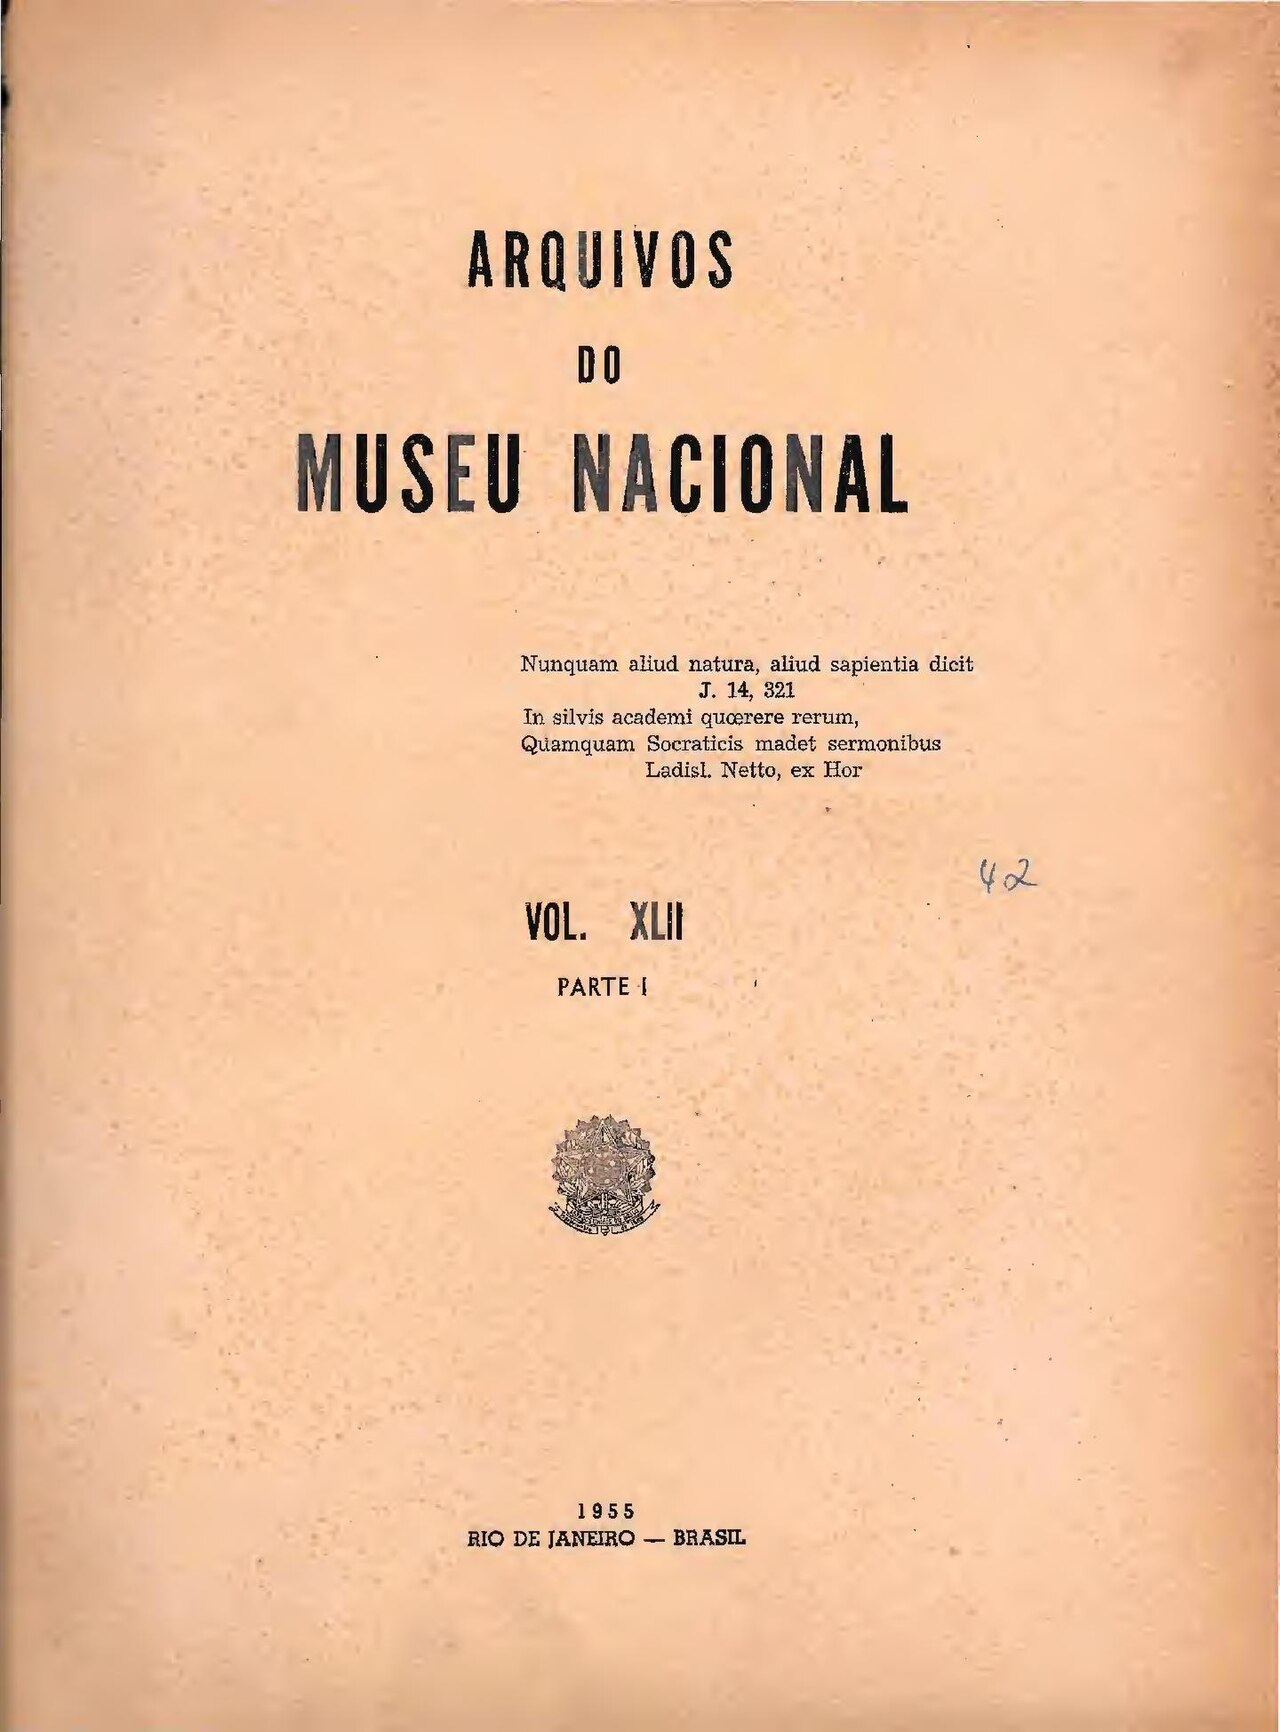 ARQUIVOS
DO
MUSEU NACIONAL
Nunquam aliud natura, aliud sapientia dicit
J. 14, 321
In silvis academi quœrere rerum,
Quamquam Socraticis madet sermonibus
Ladisl. Netto, ex Hor
42
VOL. XLII
PARTE I
1955
RIO DE JANEIRO — BRASIL